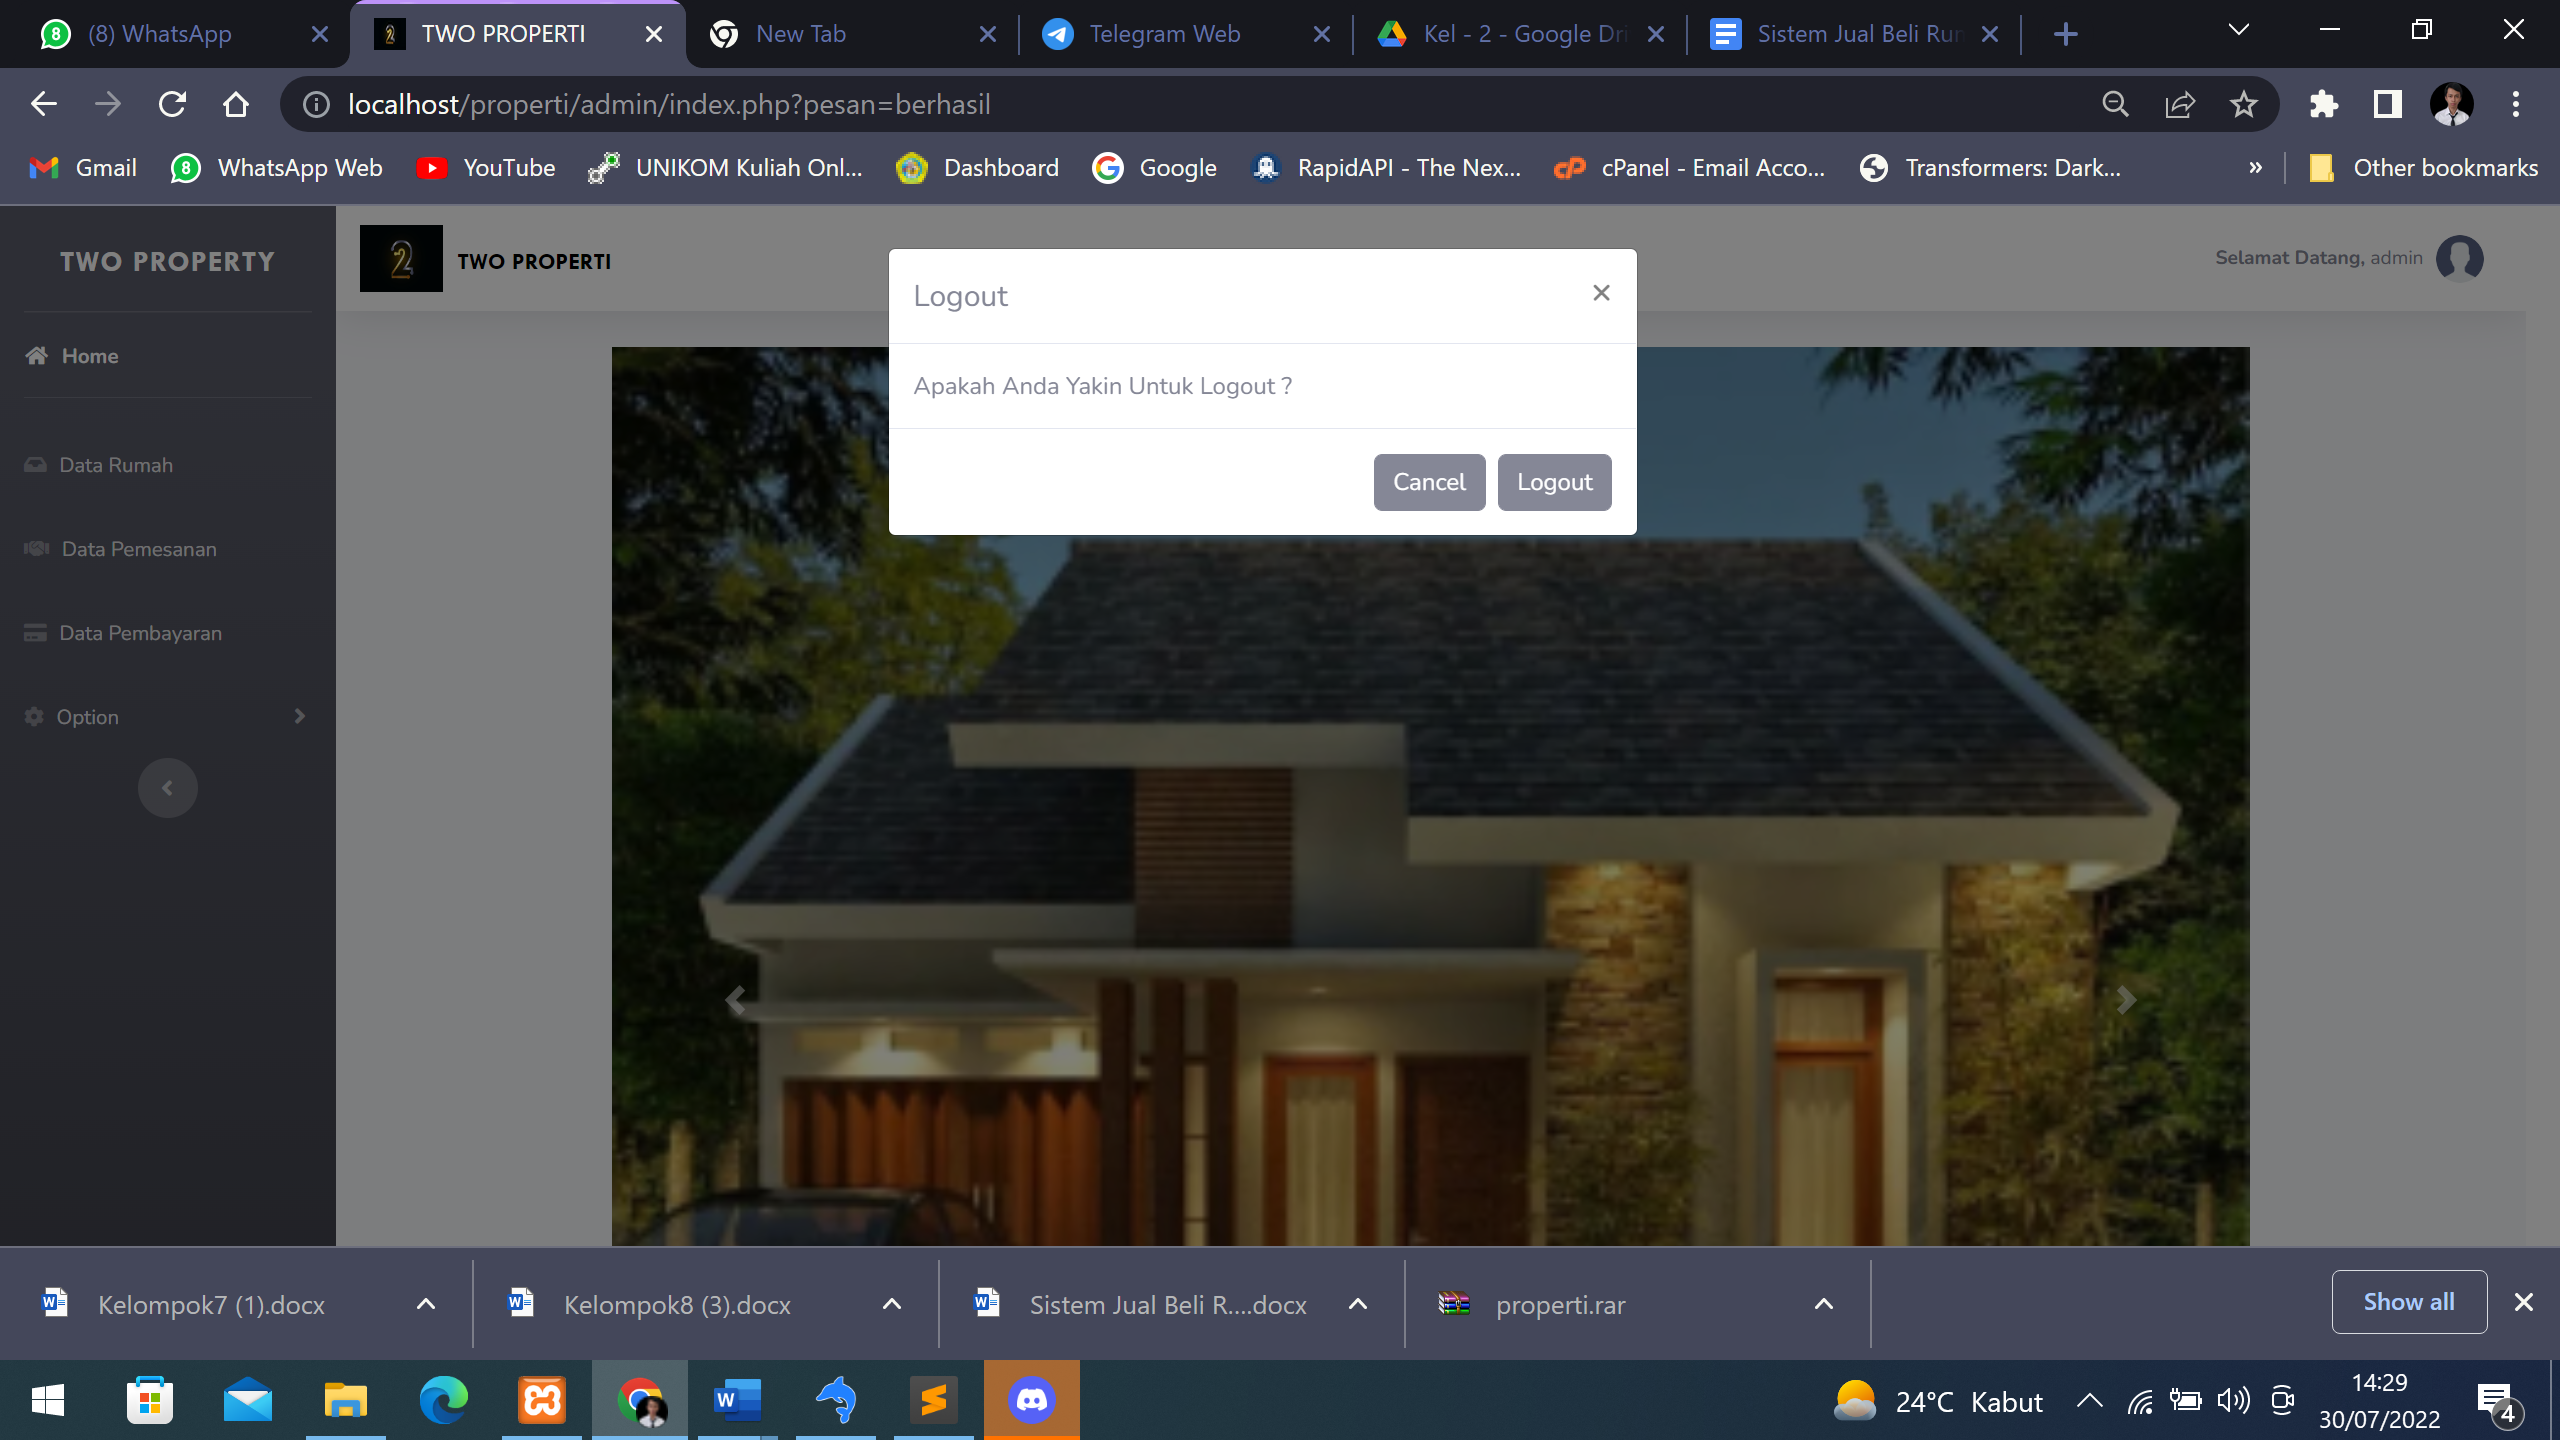 (8) WhatsApp
TWO PROPERTI
New Tab
Telegram Web
Kel - 2 - Google Dri
Sistem Jual Beli Rum
localhost/properti/admin/index.php?pesan=berhasil
Gmail
8 WhatsApp Web
YouTube
UNIKOM Kuliah Onl...
Dashboard
Google
RapidAPI - The Nex...
cPanel - Email Acco...
Transformers: Dark...
»
Other bookmarks
TWO PROPERTY
2 TWO PROPERTI
Selamat Datang, admin
Home
Data Rumah
Data Pemesanan
Data Pembayaran
Option
Logout
Apakah Anda Yakin Untuk Logout ?
Cancel
Logout
Kelompok7 (1).docx
Kelompok8 (3).docx
Sistem Jual Beli R....docx
properti.rar
Show all
24°C Kabut
14:29
30/07/2022
4